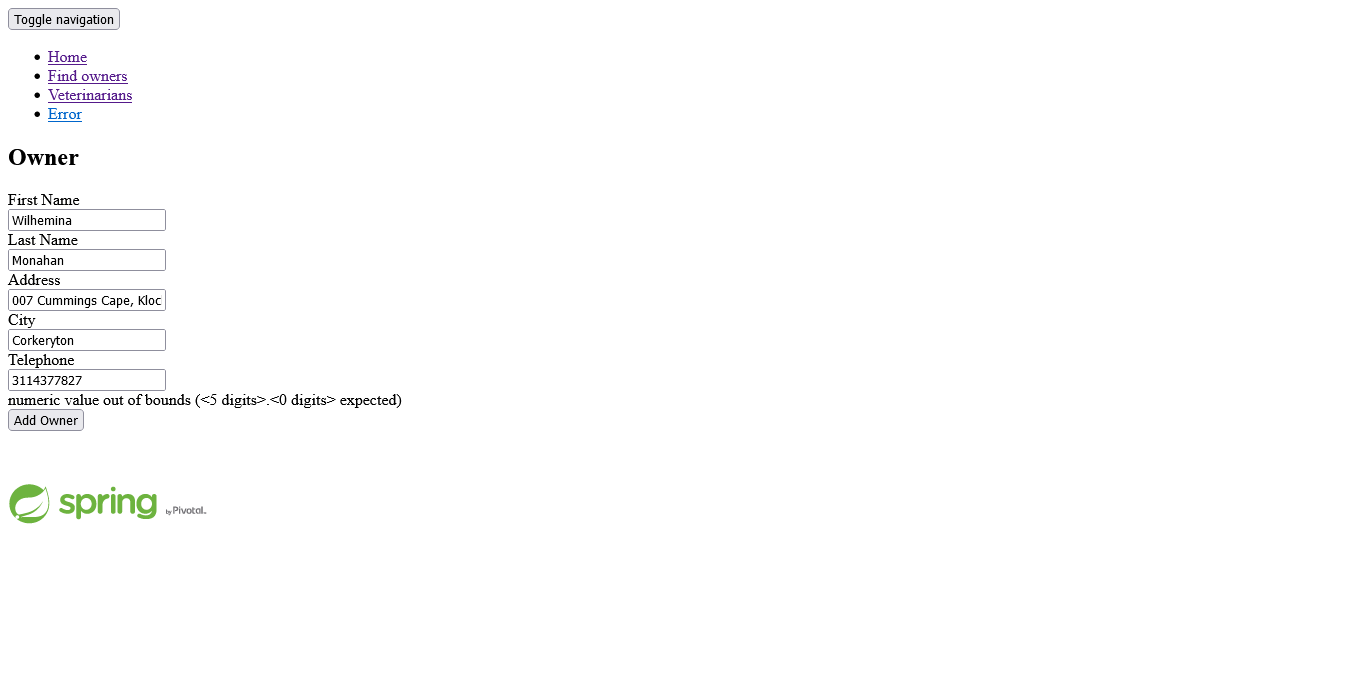 Toggle navigation
Home
Find owners
Veterinarians
Error
Owner
First Name
Wilhemina
Last Name
Monahan
Address
007 Cummings Cape, Kloc
City
Corkeryton
Telephone
3114377827
numeric value out of bounds (<5 digits>.<0 digits> expected)
Add Owner
spring by Pivotal™